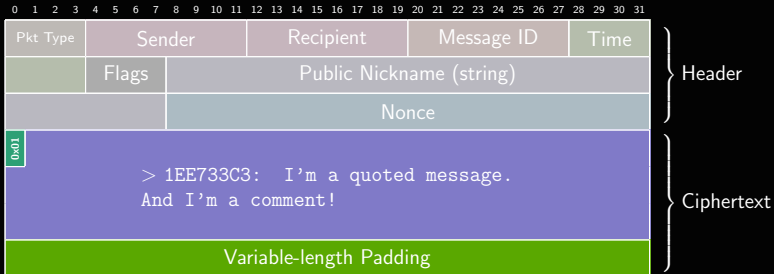 0 1 2 3 4 5 6 7 8 9 10 11 12 13 14 15 16 17 18 19 20 21 22 23 24 25 26 27 28 29 30 31
Pkt Type Sender Recipient Message ID Time
Flags Public Nickname (string)
Header
Nonce
0x01
> 1EE733C3: I'm a quoted message.
And I'm a comment!
Ciphertext
Variable-length Padding